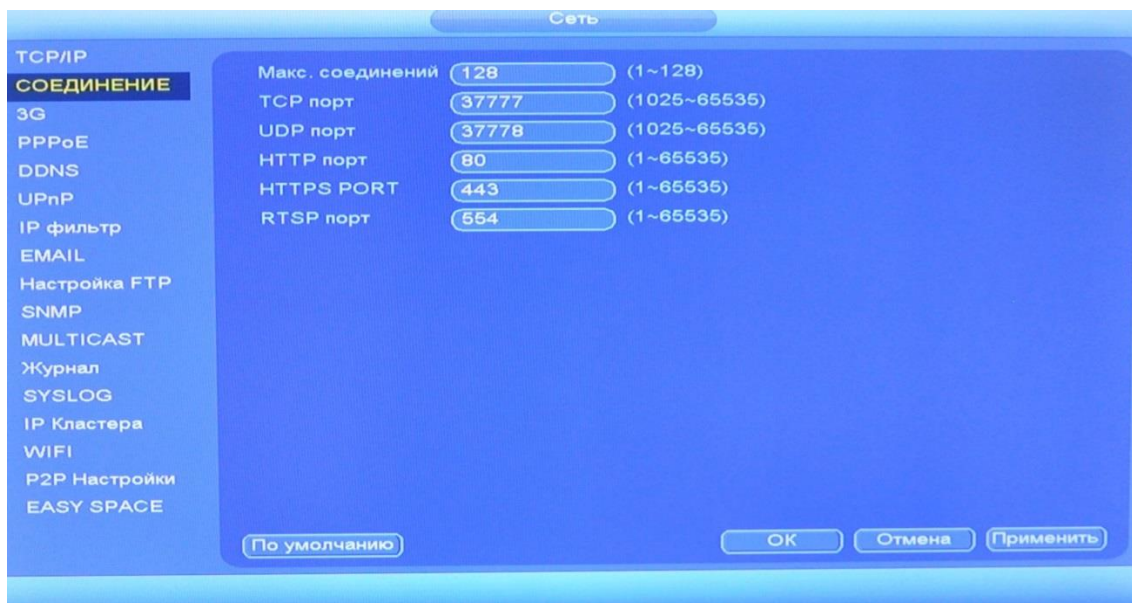 Сеть
TCP/IP
СОЕДИНЕНИЕ
3G
PPPoE
DDNS
UPnP
IP фильтр
EMAIL
Настройка FTP
SNMP
MULTICAST
Журнал
SYSLOG
IP Кластера
WIFI
P2P Настройки
EASY SPACE
Макс. соединений 128 (1~128)
TCP порт 37777 (1025~65535)
UDP порт 37778 (1025~65535)
HTTP порт 80 (1~65535)
HTTPS PORT 443 (1~65535)
RTSP порт 554 (1~65535)
По умолчанию OK Отмена Применить